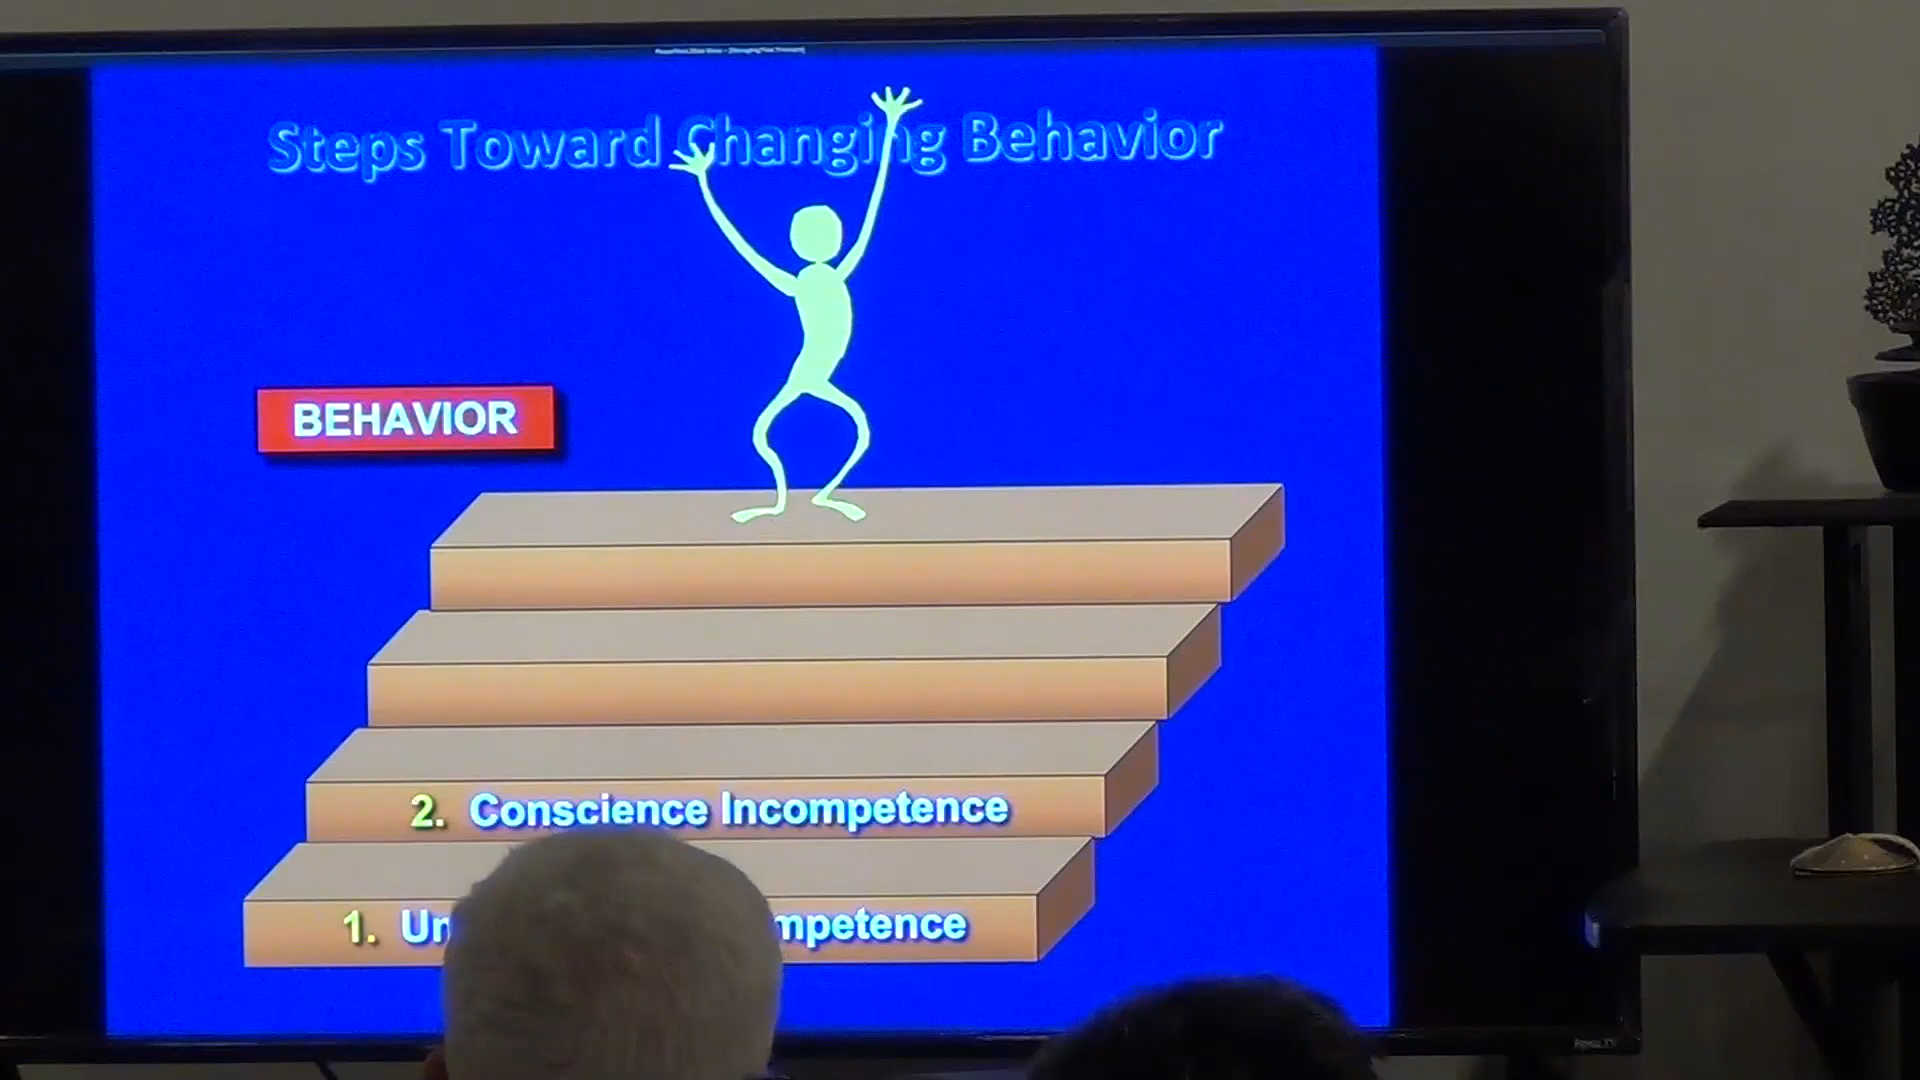 Steps Toward Changing Behavior
BEHAVIOR
2. Conscience Incompetence
1. Un mpetence